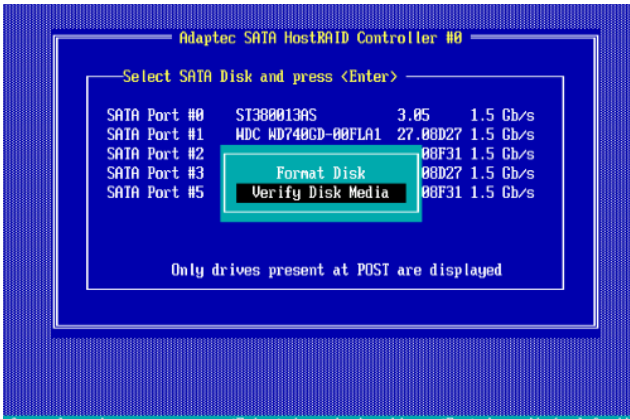 Adaptec SATA HostRAID Controller #0
Select SATA Disk and press <Enter>
SATA Port #0 ST380013AS 3.05 1.5 Gb/s
SATA Port #1 WDC WD740GD-00FLA1 27.08D27 1.5 Gb/s
SATA Port #2 08F31 1.5 Gb/s
SATA Port #3 08D27 1.5 Gb/s
SATA Port #5 08F31 1.5 Gb/s
Format Disk
Verify Disk Media
Only drives present at POST are displayed